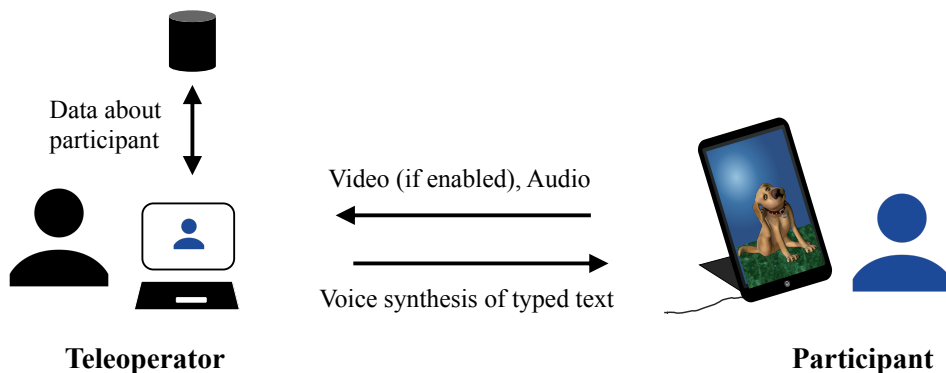 Data about
participant
Video (if enabled), Audio
Voice synthesis of typed text
Teleoperator
Participant